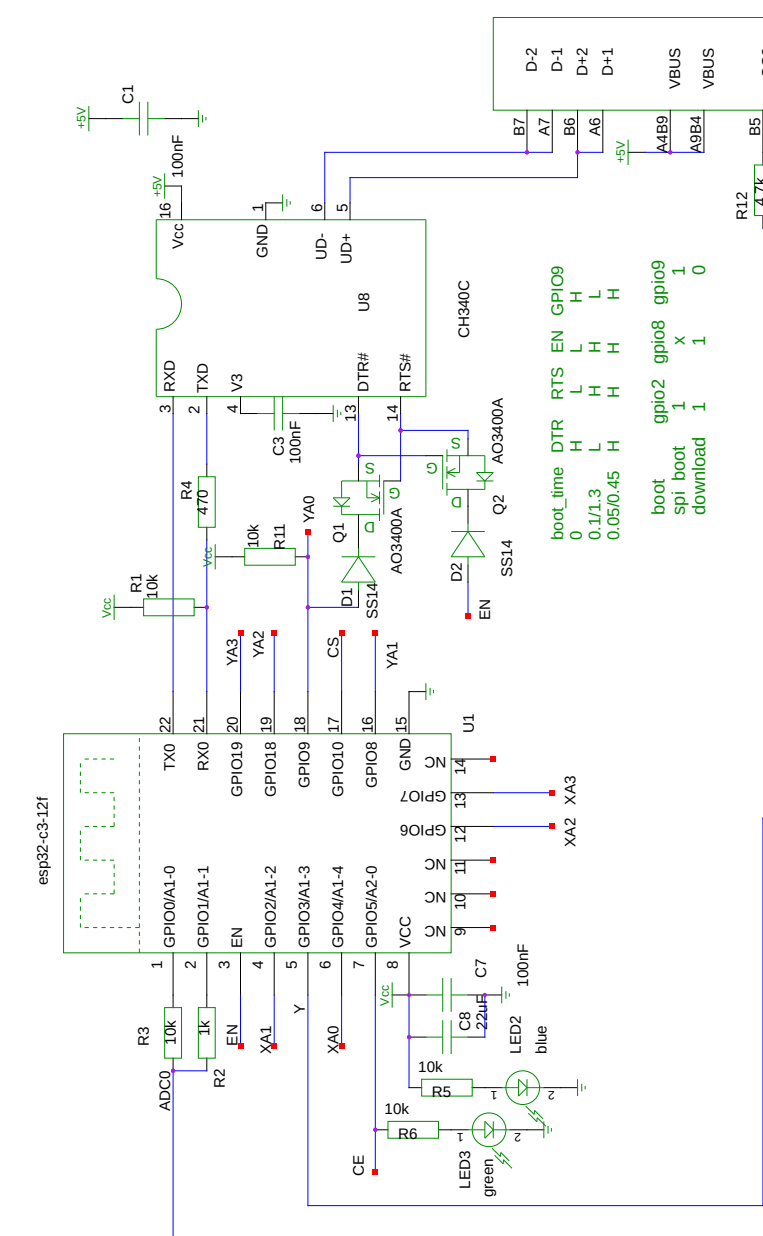 D-2
D-1
D+2
D+1
VBUS
VBUS
B7
A7
B6
A6
A4B9
A9B4
B5
+5V
R12
4.7k
C1
+5V
100nF
+5V
16
1
6
5
Vcc
GND
UD-
UD+
U8
CH340C
RXD
TXD
V3
DTR#
RTS#
3
2
4
13
14
C3
100nF
R4
470
Vcc
10k
R11
YA0
Q1
AO3400A
S
G
D
AO3400A
S
G
D
Q2
D1
SS14
D2
SS14
EN
R1
10k
Vcc
boot_time DTR RTS EN GPIO9
0 H L L H
0.1/1.3 L H H L
0.05/0.45 H H H H
boot gpio2 gpio8 gpio9
spi_boot 1 x 1
download 1 1 0
YA3
YA2
CS
YA1
22
21
20
19
18
17
16
15
U1
esp32-c3-12f
TX0
RX0
GPIO19
GPIO18
GPIO9
GPIO10
GPIO8
GND
NC
14
GPIO7
13
XA3
GPIO6
12
XA2
NC
11
NC
10
NC
9
GPIO0/A1-0
GPIO1/A1-1
EN
GPIO2/A1-2
GPIO3/A1-3
GPIO4/A1-4
GPIO5/A2-0
VCC
1
2
3
4
5
6
7
8
R3
10k
1k
R2
ADC0
EN
XA1
Y
XA0
Vcc
C7
100nF
C8
22uF
10k
R5
1
2
LED2
blue
10k
R6
1
2
LED3
green
CE